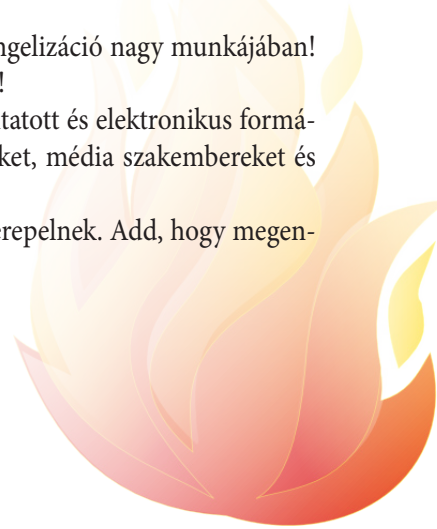 ngelizáció nagy munkájában!
!
tatott és elektronikus formá-
ket, média szakembereket és
erepelnek. Add, hogy megen-